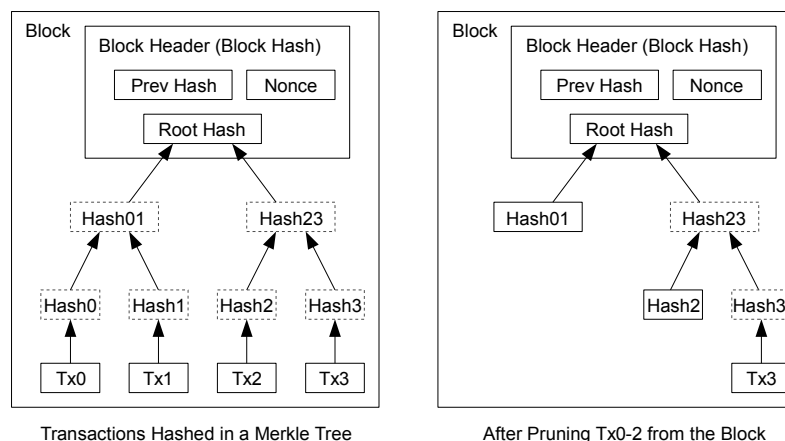 Block
Block Header (Block Hash)
Prev Hash Nonce
Root Hash
Hash01 Hash23
Hash0 Hash1 Hash2 Hash3
Tx0 Tx1 Tx2 Tx3
Transactions Hashed in a Merkle Tree
Block
Block Header (Block Hash)
Prev Hash Nonce
Root Hash
Hash01 Hash23
Hash2 Hash3
Tx3
After Pruning Tx0-2 from the Block